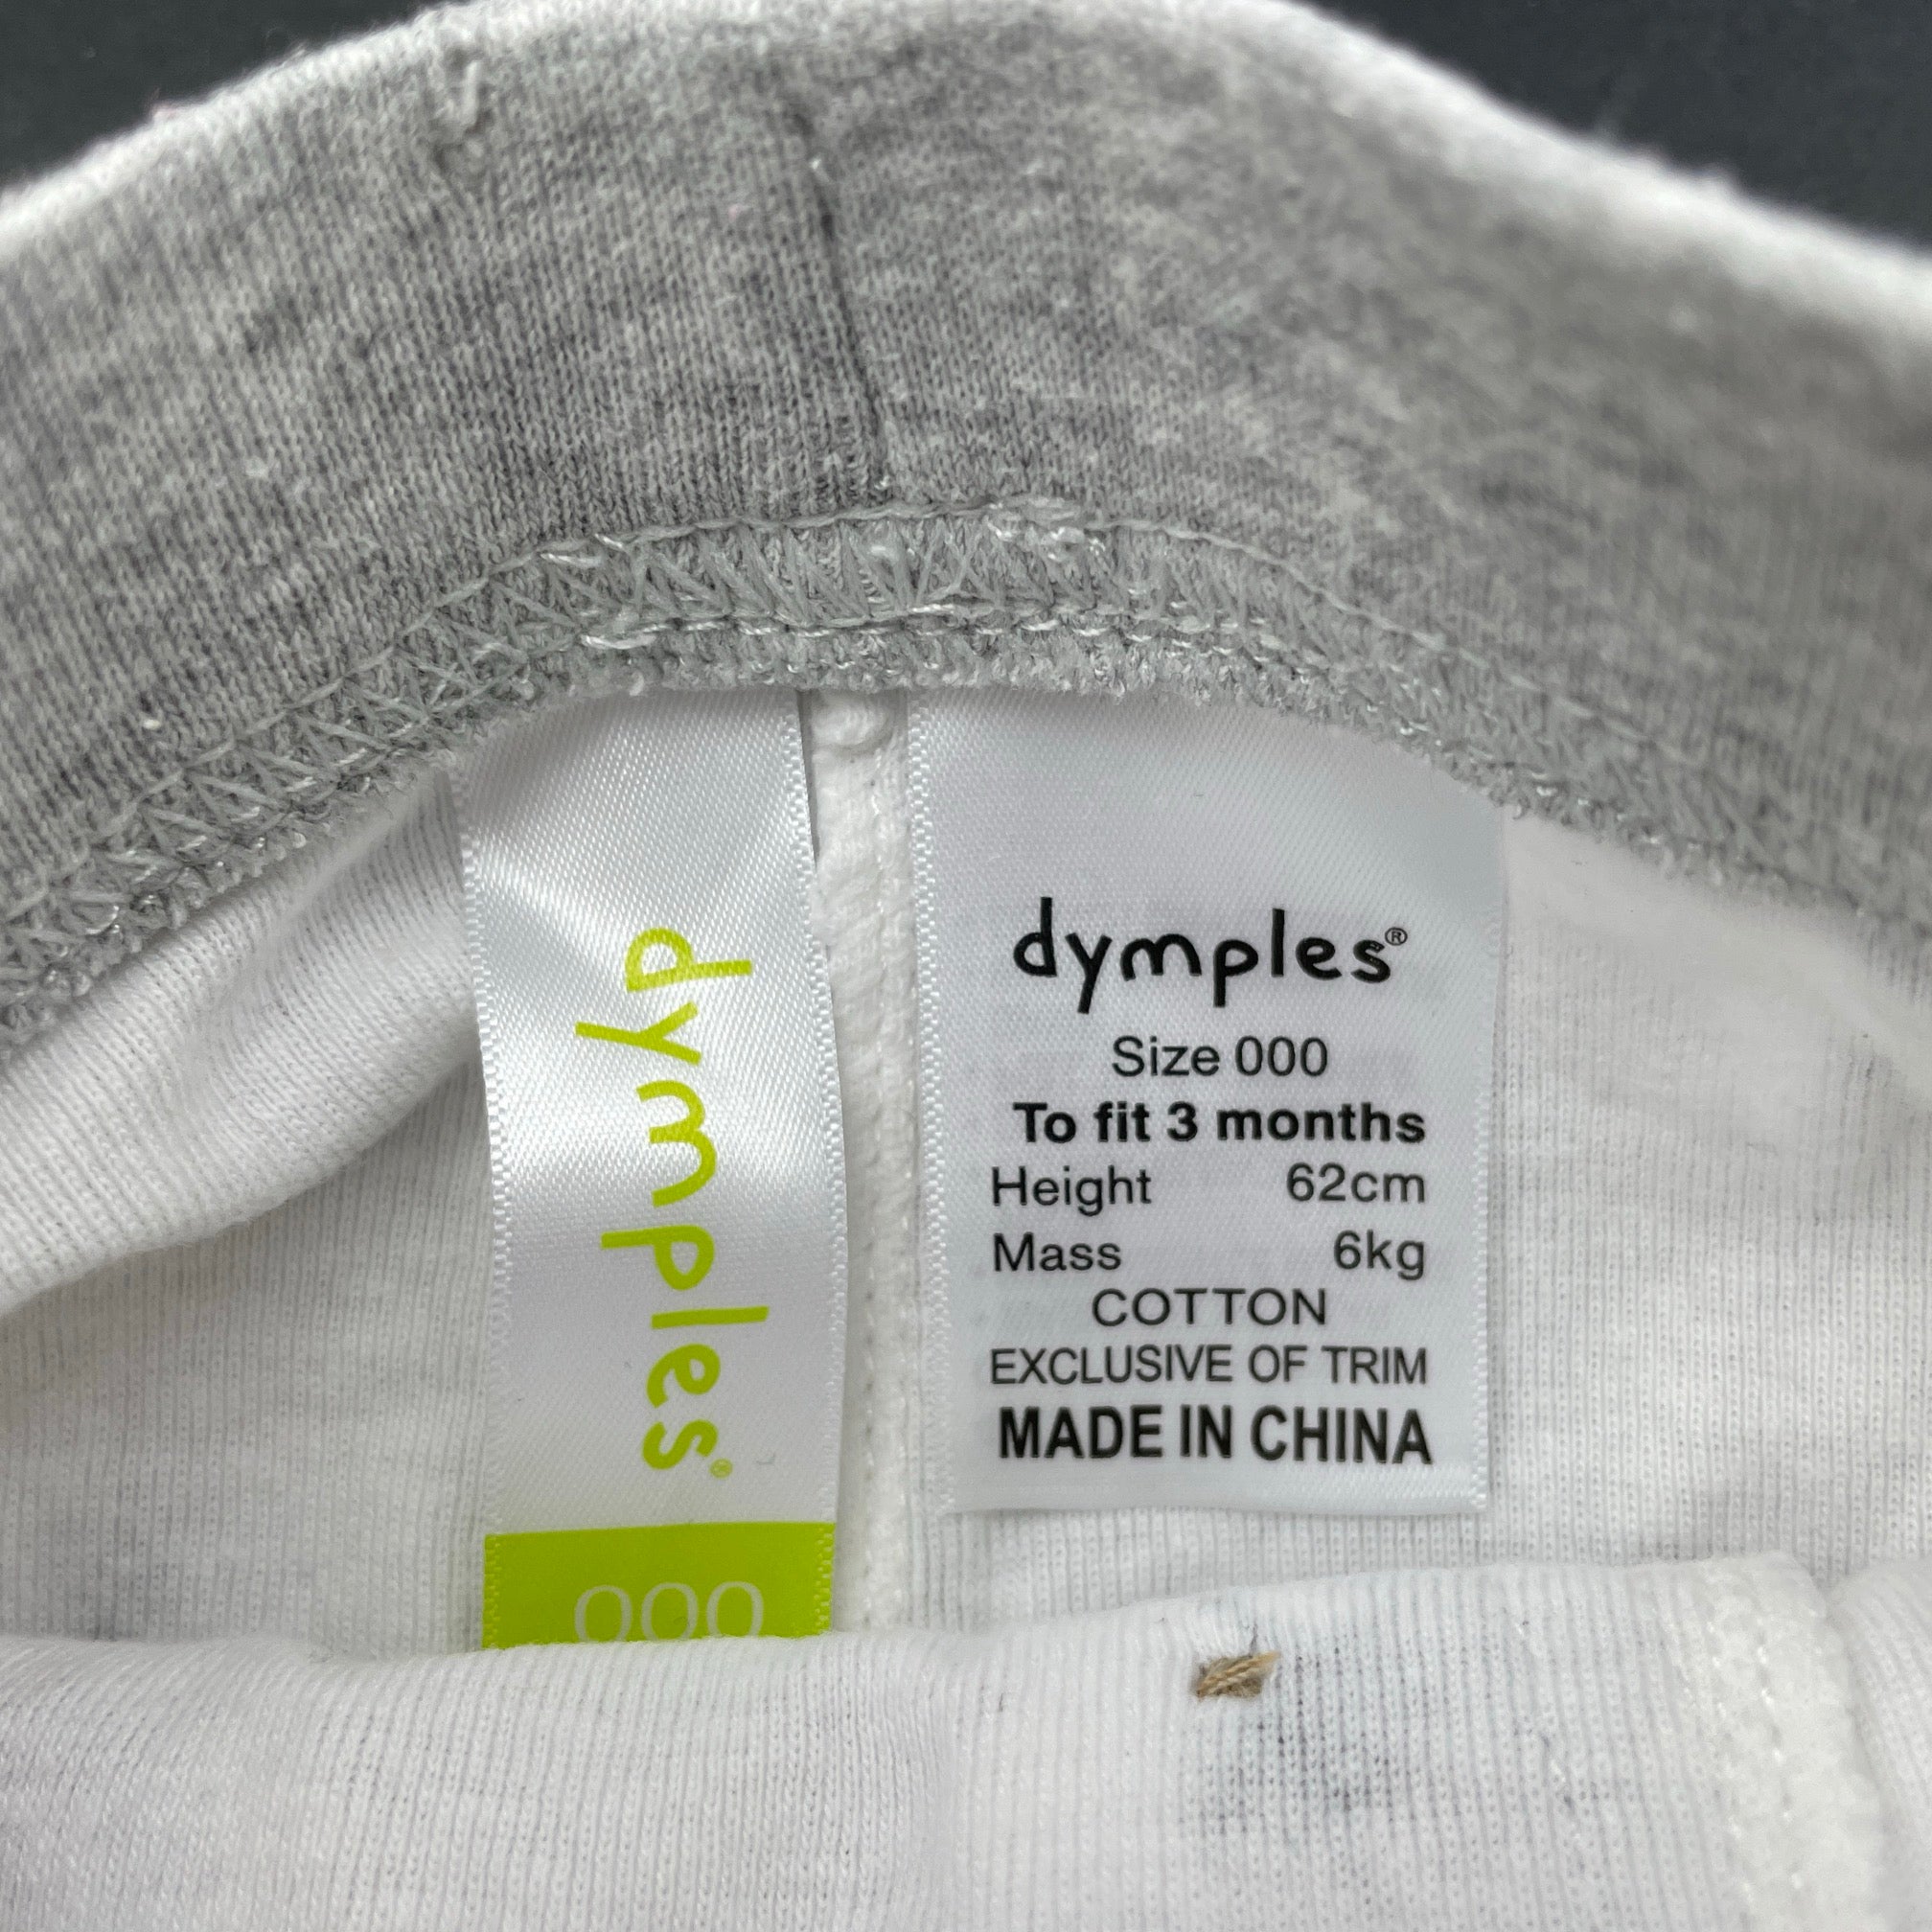 dymples®
000
dymples®
Size 000
To fit 3 months
Height 62cm
Mass 6kg
COTTON
EXCLUSIVE OF TRIM
MADE IN CHINA